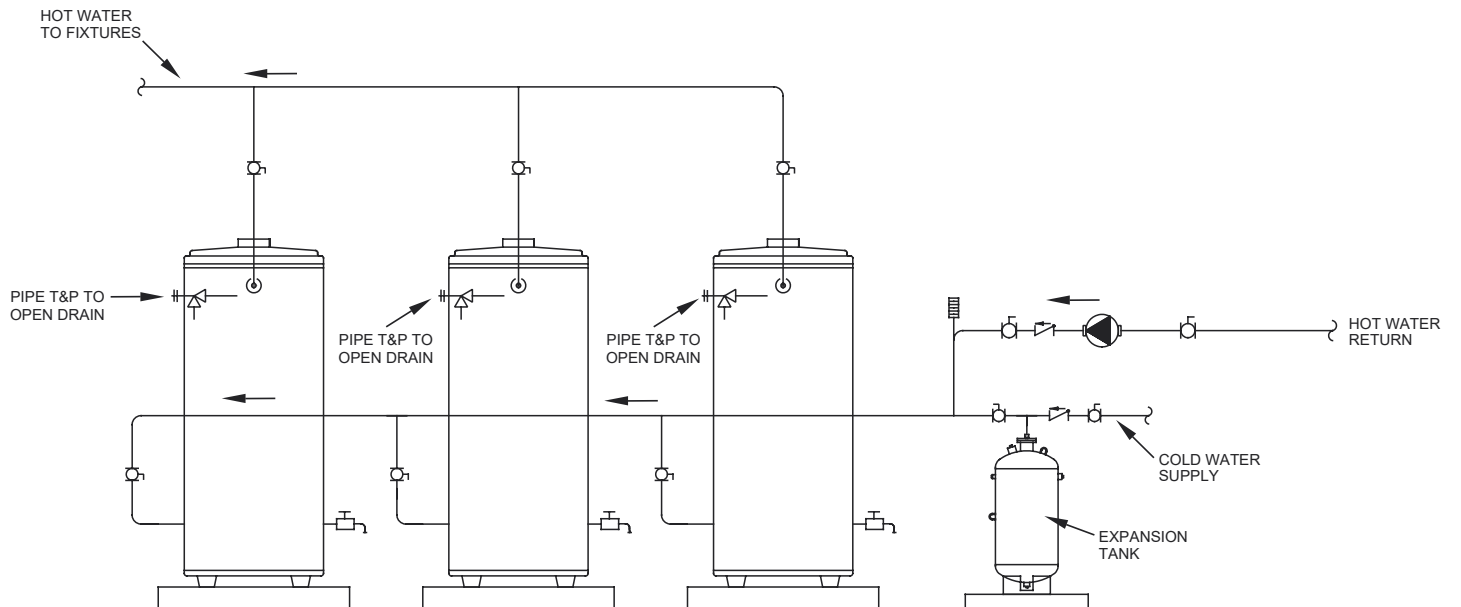 HOT WATER
TO FIXTURES
PIPE T&P TO
OPEN DRAIN
PIPE T&P TO
OPEN DRAIN
PIPE T&P TO
OPEN DRAIN
HOT WATER
RETURN
COLD WATER
SUPPLY
EXPANSION
TANK